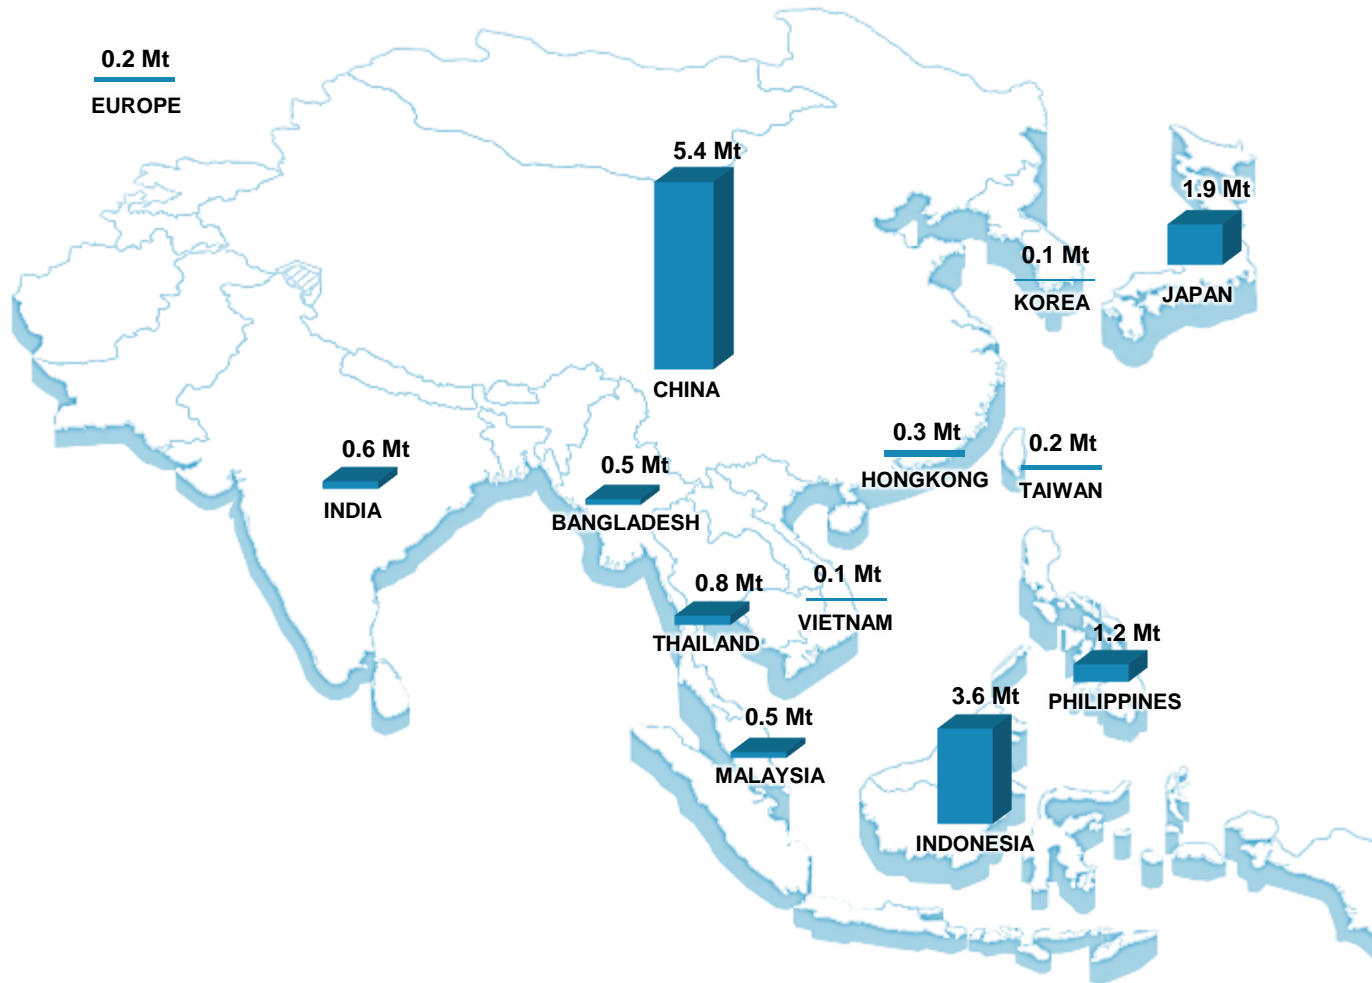 0.2 Mt
EUROPE
5.4 Mt
CHINA
1.9 Mt
JAPAN
0.1 Mt
KOREA
0.6 Mt
INDIA
0.5 Mt
BANGLADESH
0.3 Mt
HONGKONG
0.2 Mt
TAIWAN
0.8 Mt
THAILAND
0.1 Mt
VIETNAM
1.2 Mt
PHILIPPINES
0.5 Mt
MALAYSIA
3.6 Mt
INDONESIA